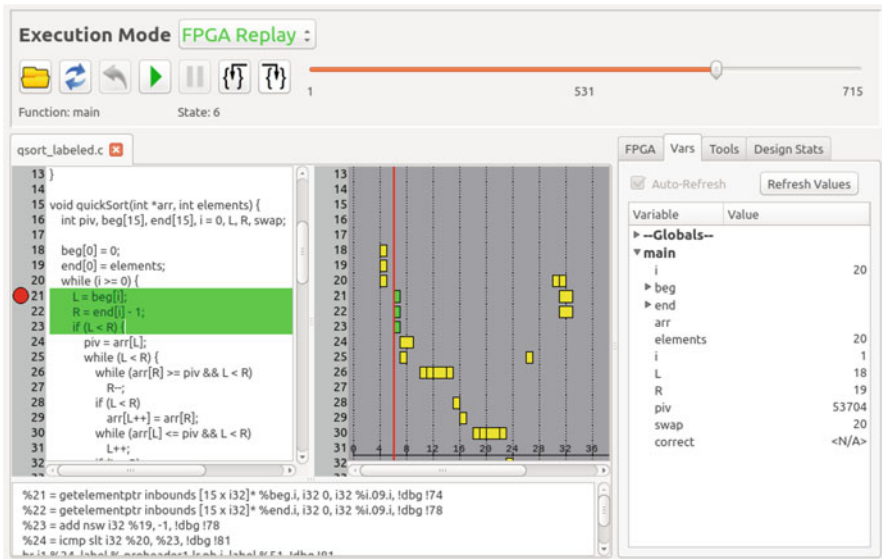 Execution Mode FPGA Replay
1 531 715
Function: main State: 6
qsort_labeled.c
13 }
14
15 void quickSort(int *arr, int elements) {
16 int piv, beg[15], end[15], i = 0, L, R, swap;
17
18 beg[0] = 0;
19 end[0] = elements;
20 while (i >= 0) {
21 L = beg[i];
22 R = end[i] - 1;
23 if (L < R) {
24 piv = arr[L];
25 while (L < R) {
26 while (arr[R] >= piv && L < R)
27 R--;
28 if (L < R)
29 arr[L++] = arr[R];
30 while (arr[L] <= piv && L < R)
31 L++;
32
13
14
15
16
17
18
19
20
21
22
23
24
25
26
27
28
29
30
31
32
0 4 8 12 16 20 24 28 32 36
FPGA Vars Tools Design Stats
Auto-Refresh Refresh Values
Variable Value
--Globals--
main
i 20
beg
end
arr
elements 20
i 1
L 18
R 19
piv 53704
swap 20
correct <N/A>
%21 = getelementptr inbounds [15 x i32]* %beg.i, i32 0, i32 %i.09.i, !dbg !74
%22 = getelementptr inbounds [15 x i32]* %end.i, i32 0, i32 %i.09.i, !dbg !78
%23 = add nsw i32 %19, -1, !dbg !78
%24 = icmp slt i32 %20, %23, !dbg !81